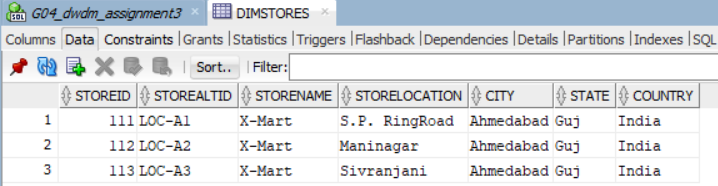 G04_dwdm_assignment3 DIMSTORES
Columns Data Constraints Grants Statistics Triggers Flashback Dependencies Details Partitions Indexes SQL
Sort.. Filter:
STOREID STOREALTID STORENAME STORELOCATION CITY STATE COUNTRY
1 111 LOC-A1 X-Mart S.P. RingRoad Ahmedabad Guj India
2 112 LOC-A2 X-Mart Maninagar Ahmedabad Guj India
3 113 LOC-A3 X-Mart Sivranjani Ahmedabad Guj India